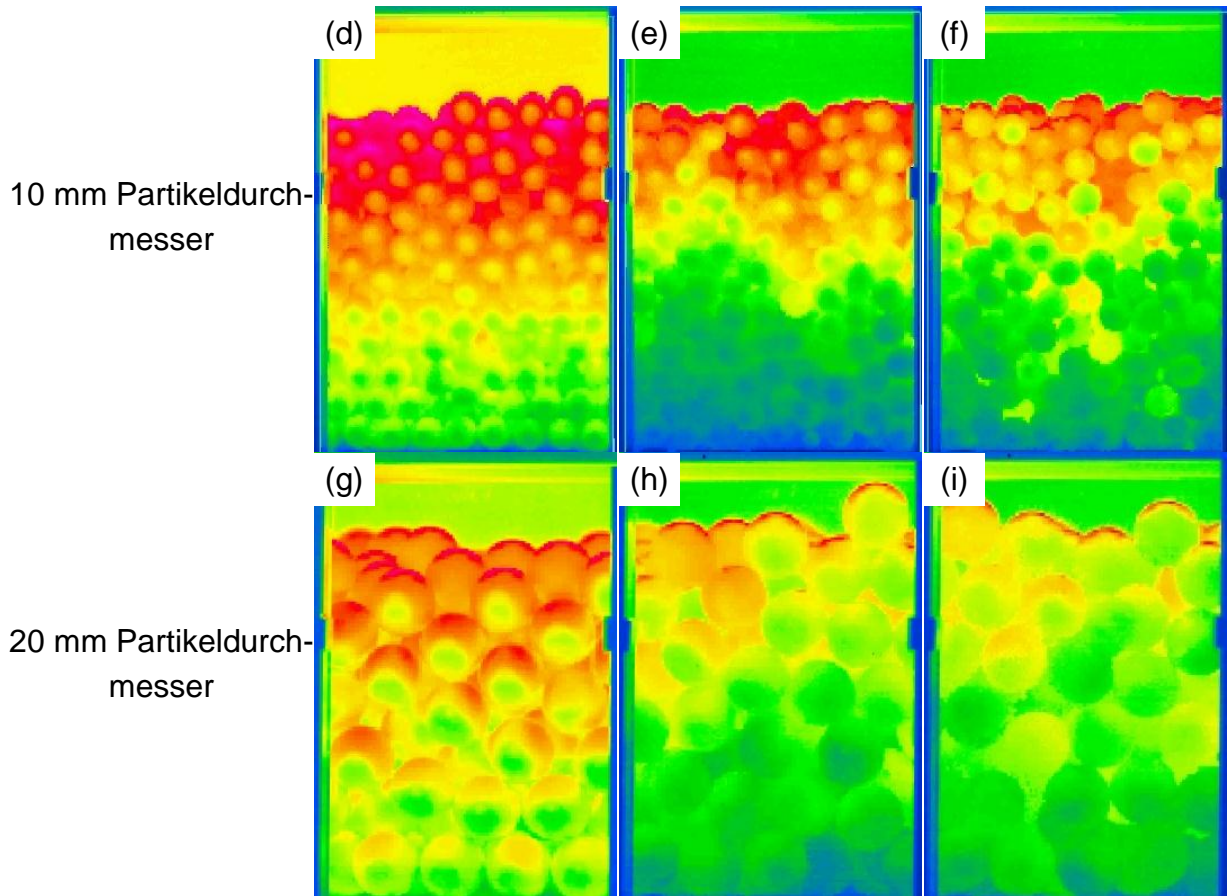 (d)
(e)
(f)
10 mm Partikeldurch-
messer
(g)
(h)
(i)
20 mm Partikeldurch-
messer